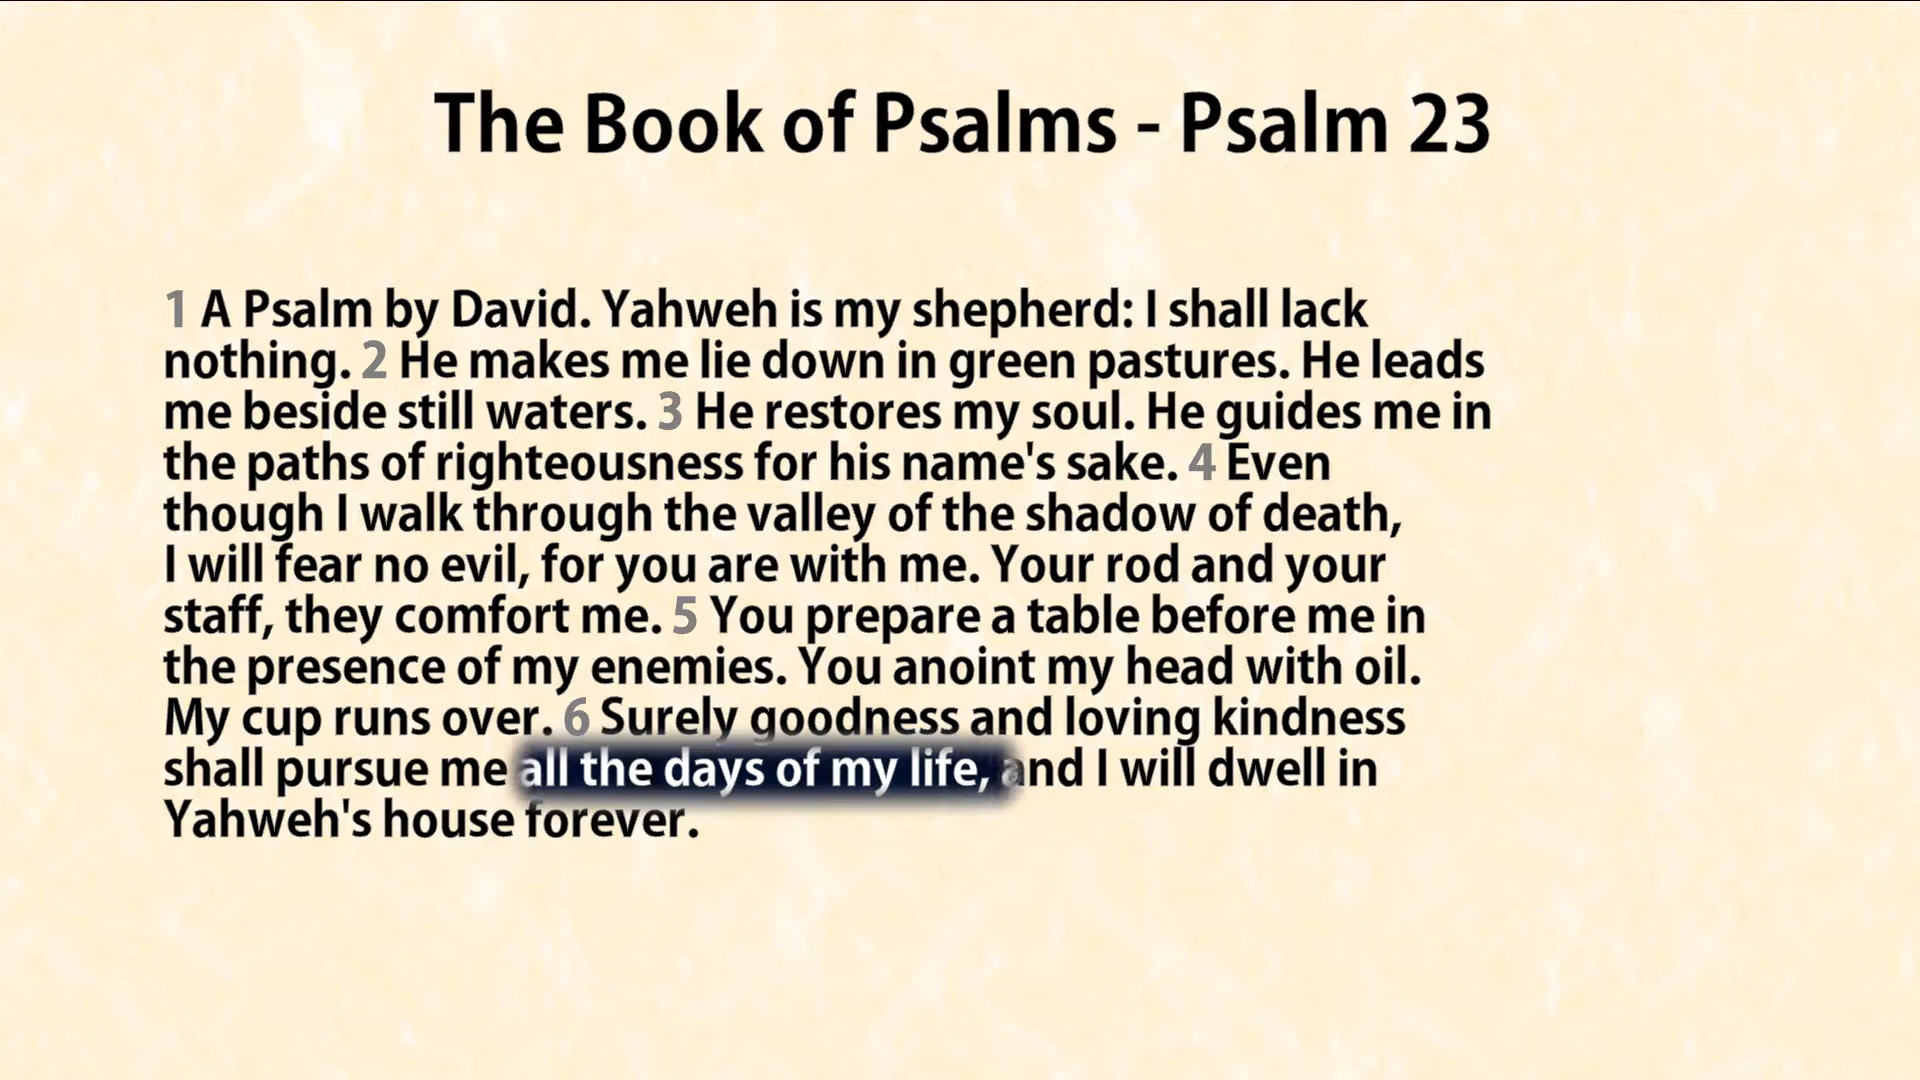 The Book of Psalms - Psalm 23
1 A Psalm by David. Yahweh is my shepherd: I shall lack
nothing. 2 He makes me lie down in green pastures. He leads
me beside still waters. 3 He restores my soul. He guides me in
the paths of righteousness for his name's sake. 4 Even
though I walk through the valley of the shadow of death,
I will fear no evil, for you are with me. Your rod and your
staff, they comfort me. 5 You prepare a table before me in
the presence of my enemies. You anoint my head with oil.
My cup runs over. 6 Surely goodness and loving kindness
shall pursue me all the days of my life, and I will dwell in
Yahweh's house forever.